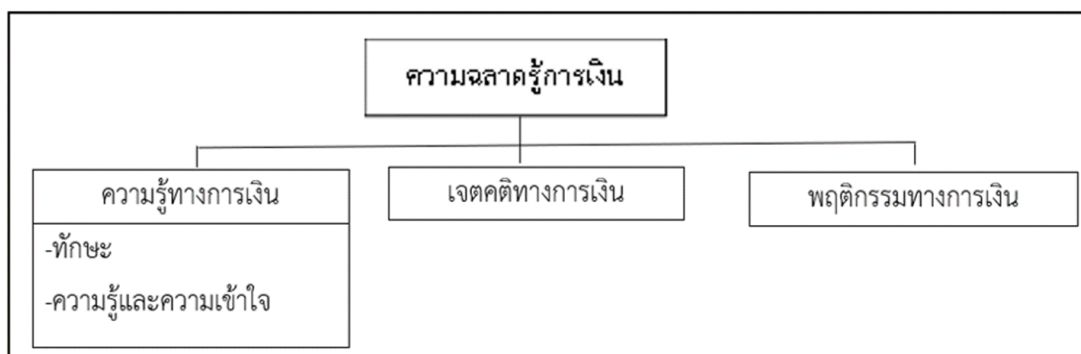 ความฉลาดรู้การเงิน
ความรู้ทางการเงิน
-ทักษะ
-ความรู้และความเข้าใจ
เจตคติทางการเงิน
พฤติกรรมทางการเงิน